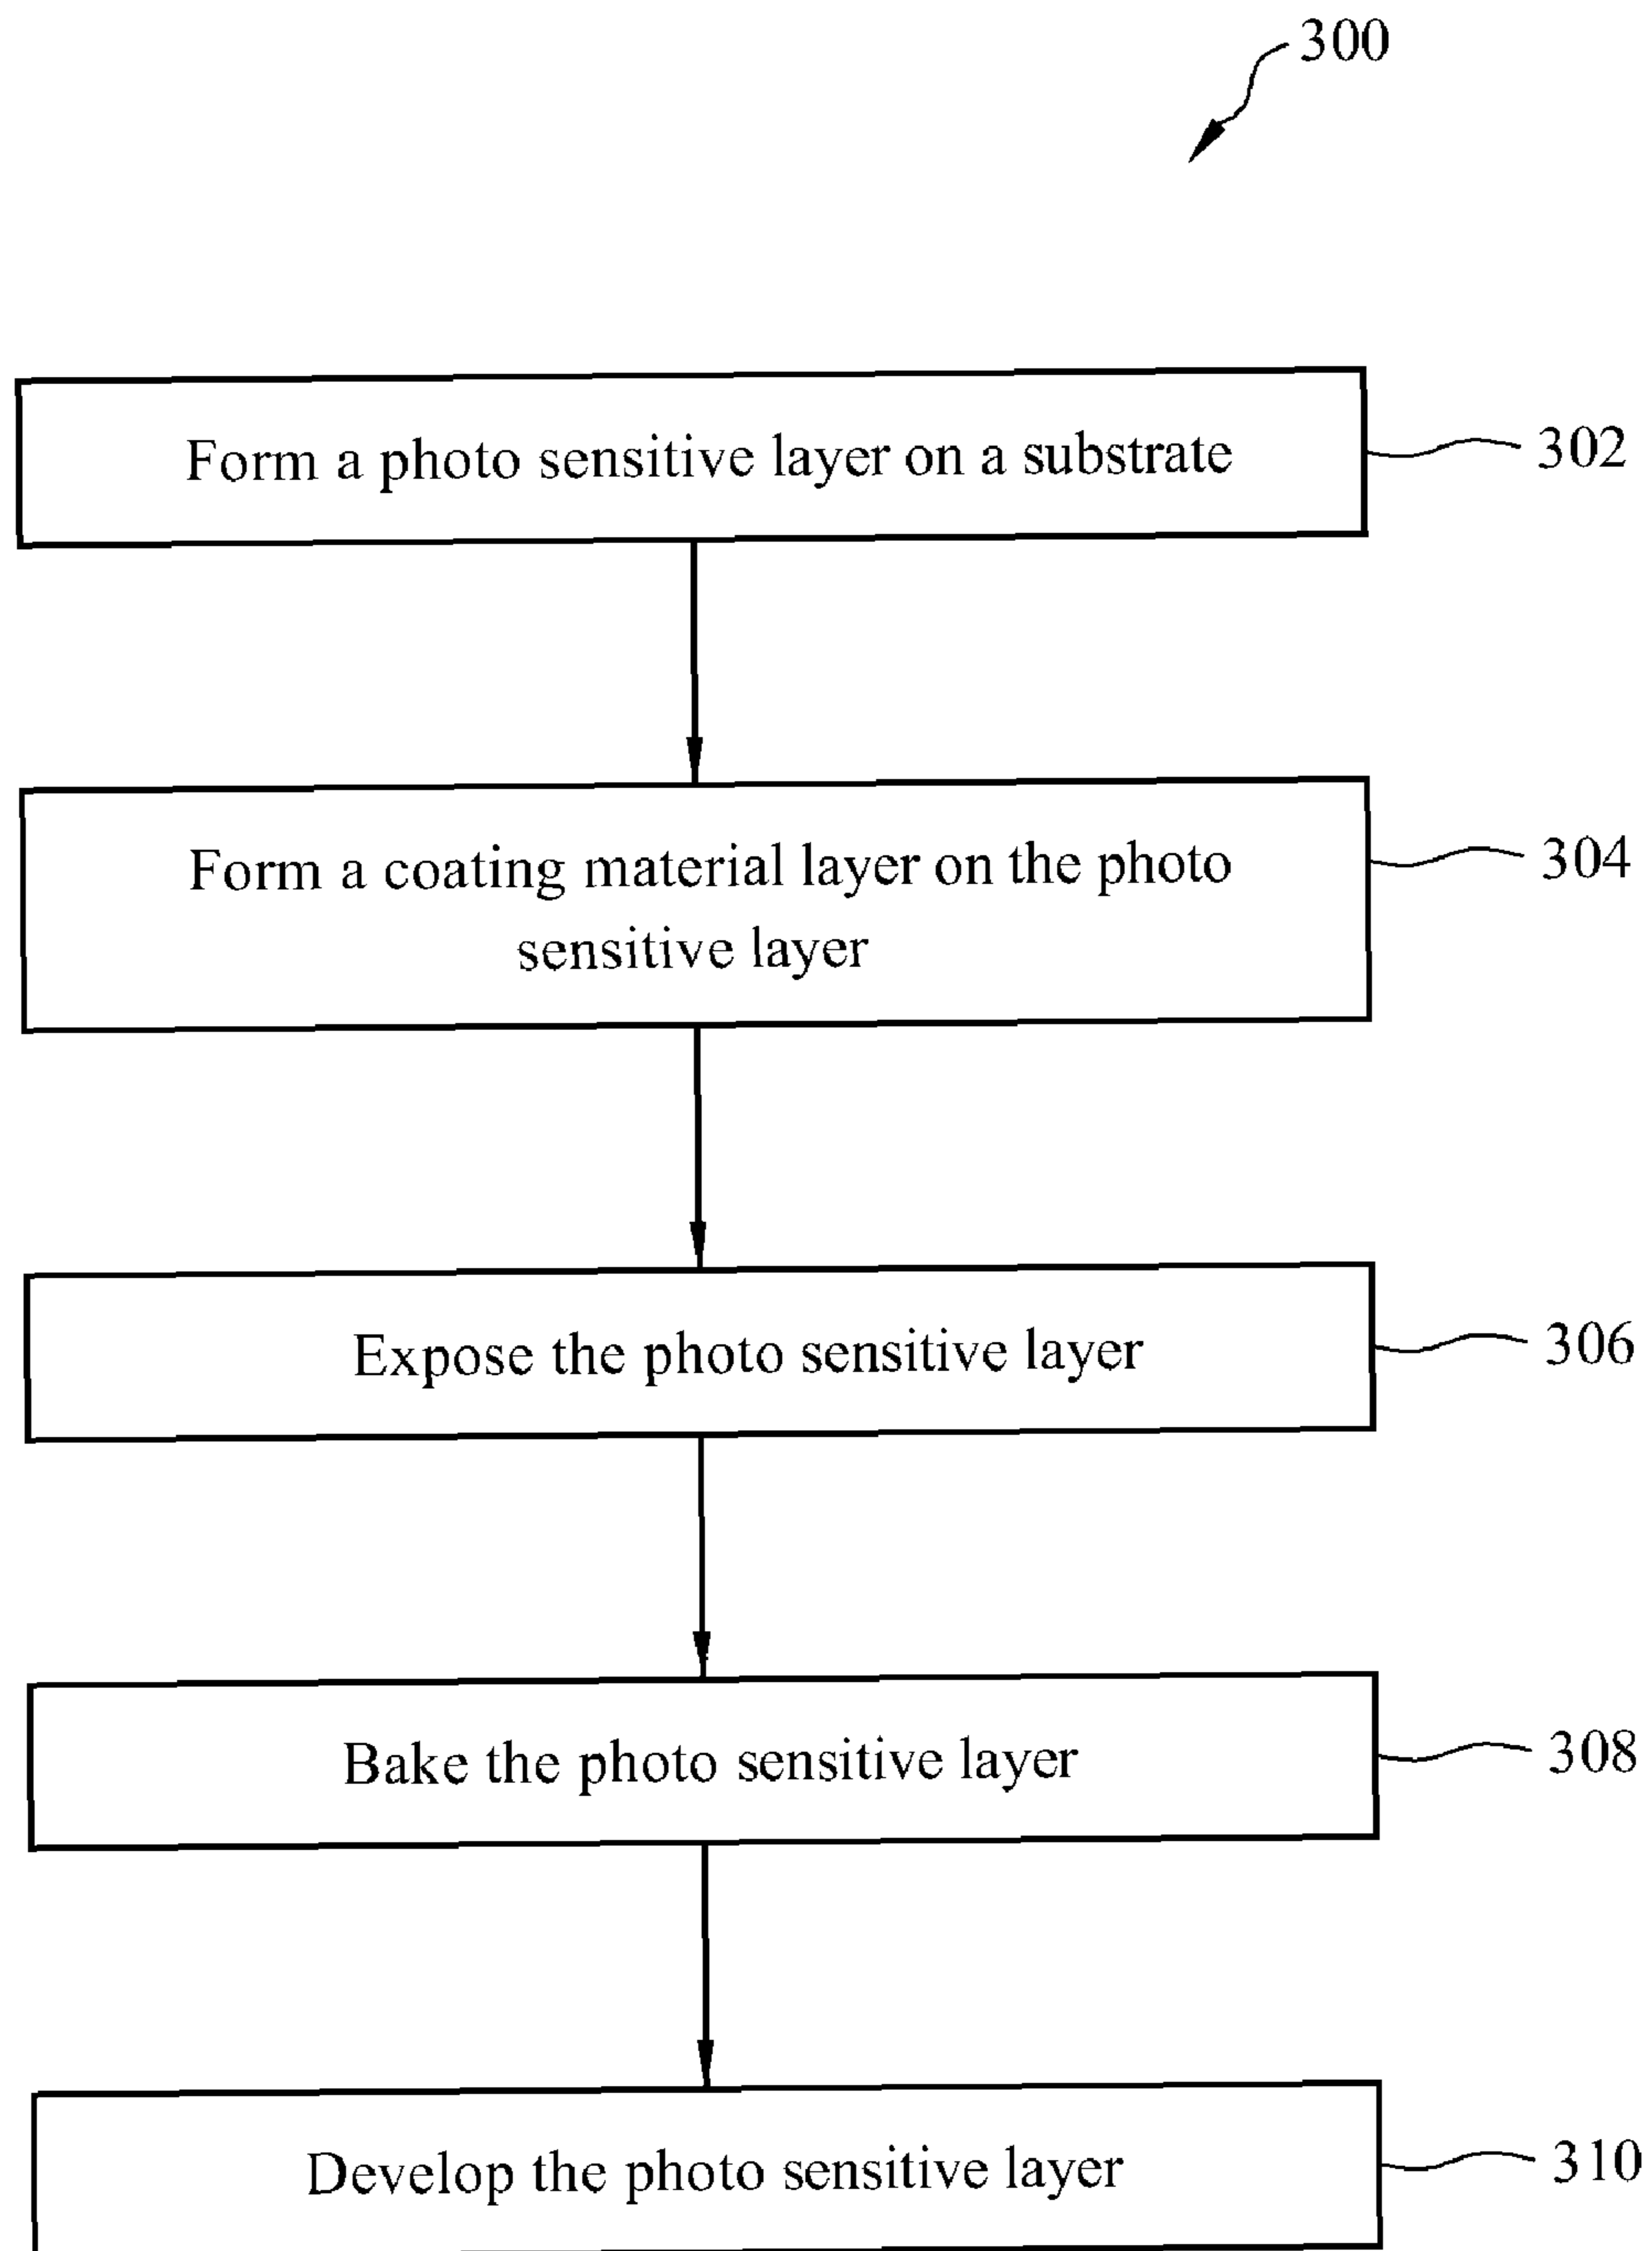 300
Form a photo sensitive layer on a substrate
302
Form a coating material layer on the photo
sensitive layer
304
Expose the photo sensitive layer
306
Bake the photo sensitive layer
308
Develop the photo sensitive layer
310